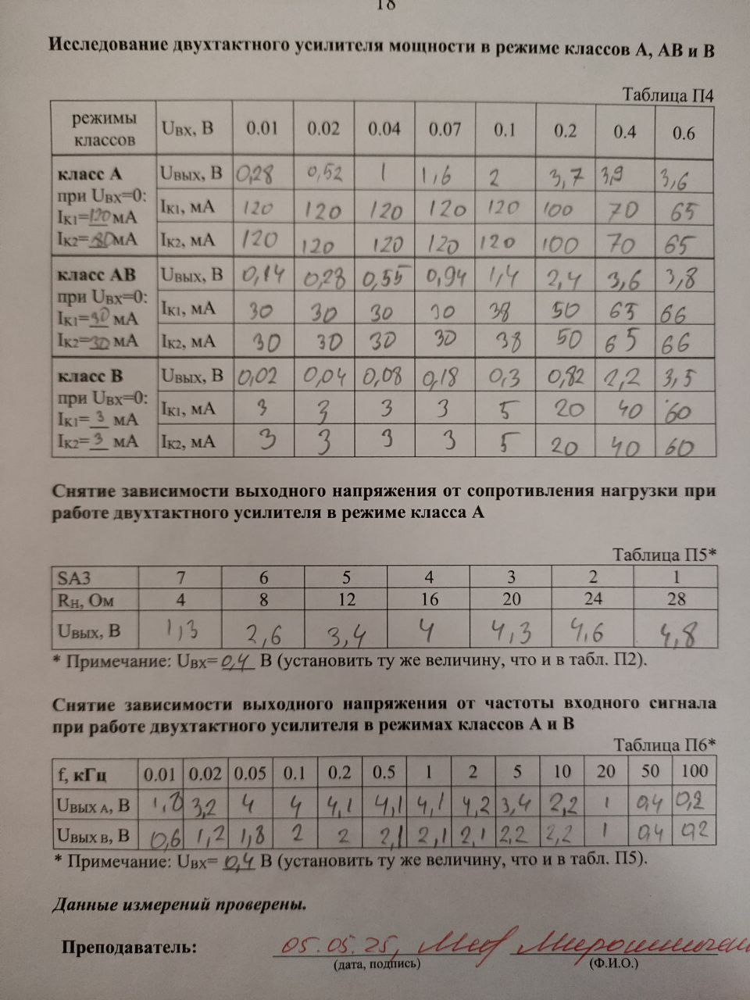 18
Исследование двухтактного усилителя мощности в режиме классов А, АВ и В
Таблица П4
режимы классов UВХ, В 0.01 0.02 0.04 0.07 0.1 0.2 0.4 0.6
класс А UВЫХ, В 0,28 0,52 1 1,6 2 3,7 3,9 3,6
при UВХ=0:
IК1=120 мА IК1, мА 120 120 120 120 120 100 70 65
IК2= мА IК2, мА 120 120 120 120 120 100 70 65
класс АВ UВЫХ, В 0,14 0,28 0,55 0,94 1,4 2,4 3,6 3,8
при UВХ=0:
IК1=30 мА IК1, мА 30 30 30 30 38 50 65 66
IК2=30 мА IК2, мА 30 30 30 30 38 50 65 66
класс В UВЫХ, В 0,02 0,04 0,08 0,18 0,3 0,82 2,2 3,5
при UВХ=0:
IК1= 3 мА IК1, мА 3 3 3 3 5 20 40 60
IК2= 3 мА IК2, мА 3 3 3 3 5 20 40 60
Снятие зависимости выходного напряжения от сопротивления нагрузки при
работе двухтактного усилителя в режиме класса А
Таблица П5*
SA3 7 6 5 4 3 2 1
RН, Ом 4 8 12 16 20 24 28
UВЫХ, В 1,3 2,6 3,4 4 4,3 4,6 4,8
* Примечание: UВХ= 0,4 В (установить ту же величину, что и в табл. П2).
Снятие зависимости выходного напряжения от частоты входного сигнала
при работе двухтактного усилителя в режимах классов А и В
Таблица П6*
f, кГц 0.01 0.02 0.05 0.1 0.2 0.5 1 2 5 10 20 50 100
UВЫХ А, В 3,2 4 4 4,1 4,1 4,1 4,2 3,4 2,2 1 0,4 0,2
UВЫХ В, В 0,6 1,2 1,8 2 2 2,1 2,1 2,1 2,2 2,2 1 0,4 0,2
* Примечание: UВХ= 0,4 В (установить ту же величину, что и в табл. П5).
Данные измерений проверены.
Преподаватель: 05.05.25,
(дата, подпись) (Ф.И.О.)